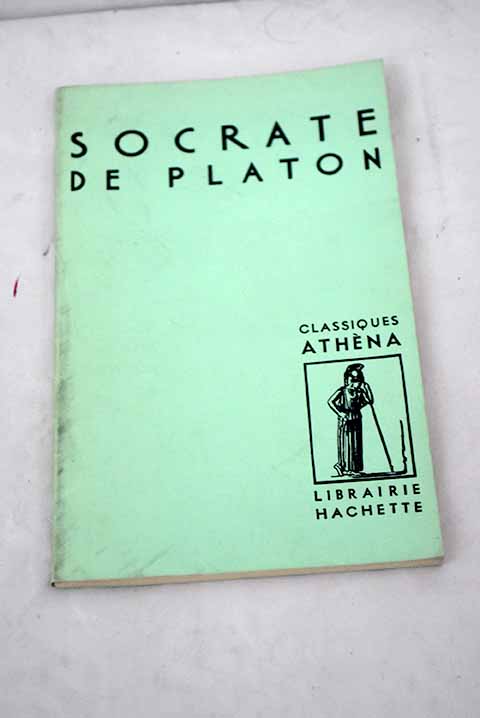 SOCRATE
DE PLATON
CLASSIQUES
ATHÈNA
LIBRAIRIE
HACHETTE